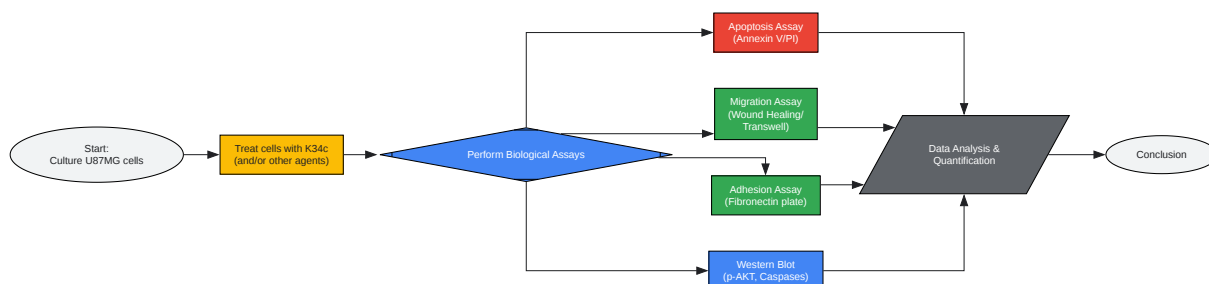 Start:
Culture U87MG cells
Treat cells with K34c
(and/or other agents)
Perform Biological Assays
Apoptosis Assay
(Annexin V/PI)
Migration Assay
(Wound Healing/
Transwell)
Adhesion Assay
(Fibronectin plate)
Western Blot
(p-AKT, Caspases)
Data Analysis &
Quantification
Conclusion